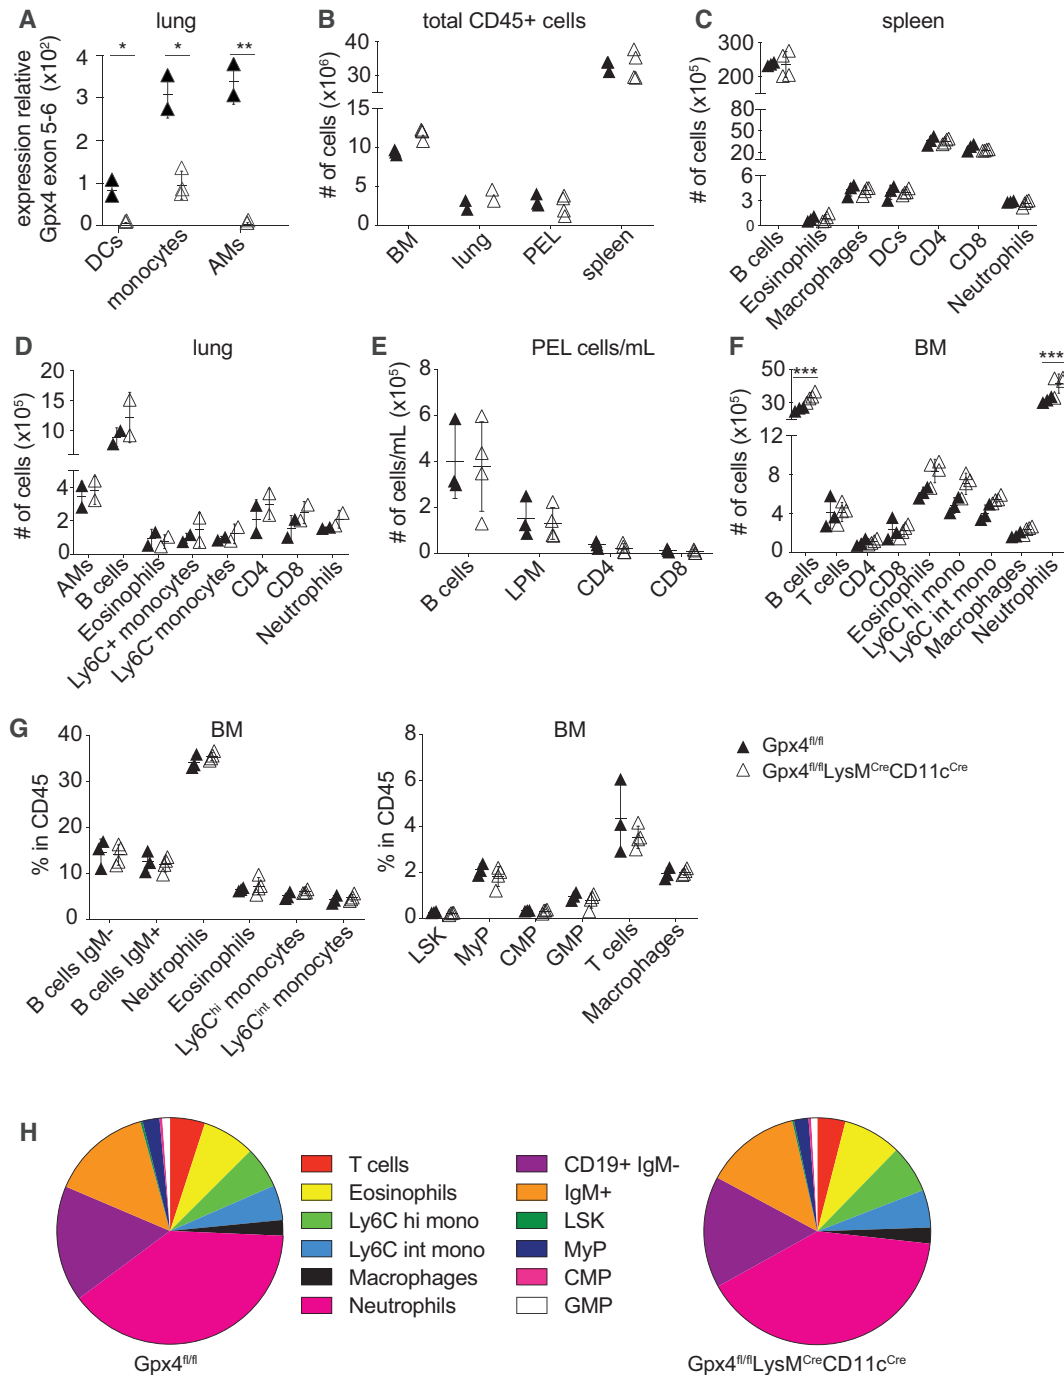 A
lung
expression relative
Gpx4 exon 5-6 (x10²)
4
3
2
1
0
*
*
**
DCs
monocytes
AMs
B
total CD45+ cells
# of cells (x10⁶)
40
30
15
10
5
0
BM
lung
PEL
spleen
C
spleen
# of cells (x10⁵)
300
200
80
50
20
6
3
0
B cells
Eosinophils
Macrophages
DCs
CD4
CD8
Neutrophils
D
lung
# of cells (x10⁵)
20
15
10
4
2
0
AMs
B cells
Eosinophils
Ly6C+ monocytes
Ly6C⁻ monocytes
CD4
CD8
Neutrophils
E
PEL cells/mL
# of cells/mL (x10⁵)
8
6
4
2
0
B cells
LPM
CD4
CD8
F
BM
# of cells (x10⁵)
50
30
12
8
4
0
***
***
B cells
T cells
CD4
CD8
Eosinophils
Ly6C hi mono
Ly6C int mono
Macrophages
Neutrophils
G
BM
% in CD45
40
30
20
10
0
B cells IgM-
B cells IgM+
Neutrophils
Eosinophils
Ly6Cʰⁱ monocytes
Ly6Cⁱⁿᵗ monocytes
BM
% in CD45
8
6
4
2
0
LSK
MyP
CMP
GMP
T cells
Macrophages
Gpx4ᶠˡ/ᶠˡ
Gpx4ᶠˡ/ᶠˡLysMᶜʳᵉCD11cᶜʳᵉ
H
T cells
Eosinophils
Ly6C hi mono
Ly6C int mono
Macrophages
Neutrophils
CD19+ IgM-
IgM+
LSK
MyP
CMP
GMP
Gpx4ᶠˡ/ᶠˡ
Gpx4ᶠˡ/ᶠˡLysMᶜʳᵉCD11cᶜʳᵉ